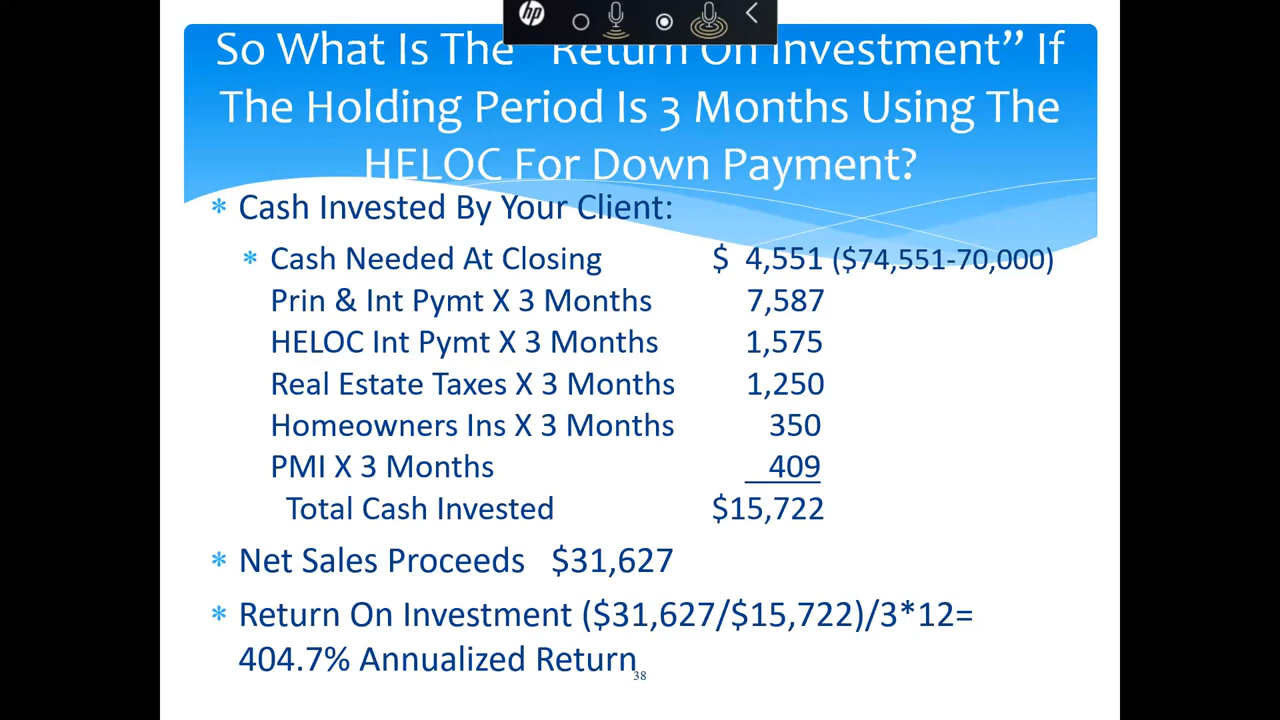 hp
So What Is The “Return On Investment” If
The Holding Period Is 3 Months Using The
HELOC For Down Payment?
* Cash Invested By Your Client:
* Cash Needed At Closing $ 4,551 ($74,551-70,000)
Prin & Int Pymt X 3 Months 7,587
HELOC Int Pymt X 3 Months 1,575
Real Estate Taxes X 3 Months 1,250
Homeowners Ins X 3 Months 350
PMI X 3 Months 409
Total Cash Invested $15,722
* Net Sales Proceeds $31,627
* Return On Investment ($31,627/$15,722)/3*12=
404.7% Annualized Return
38